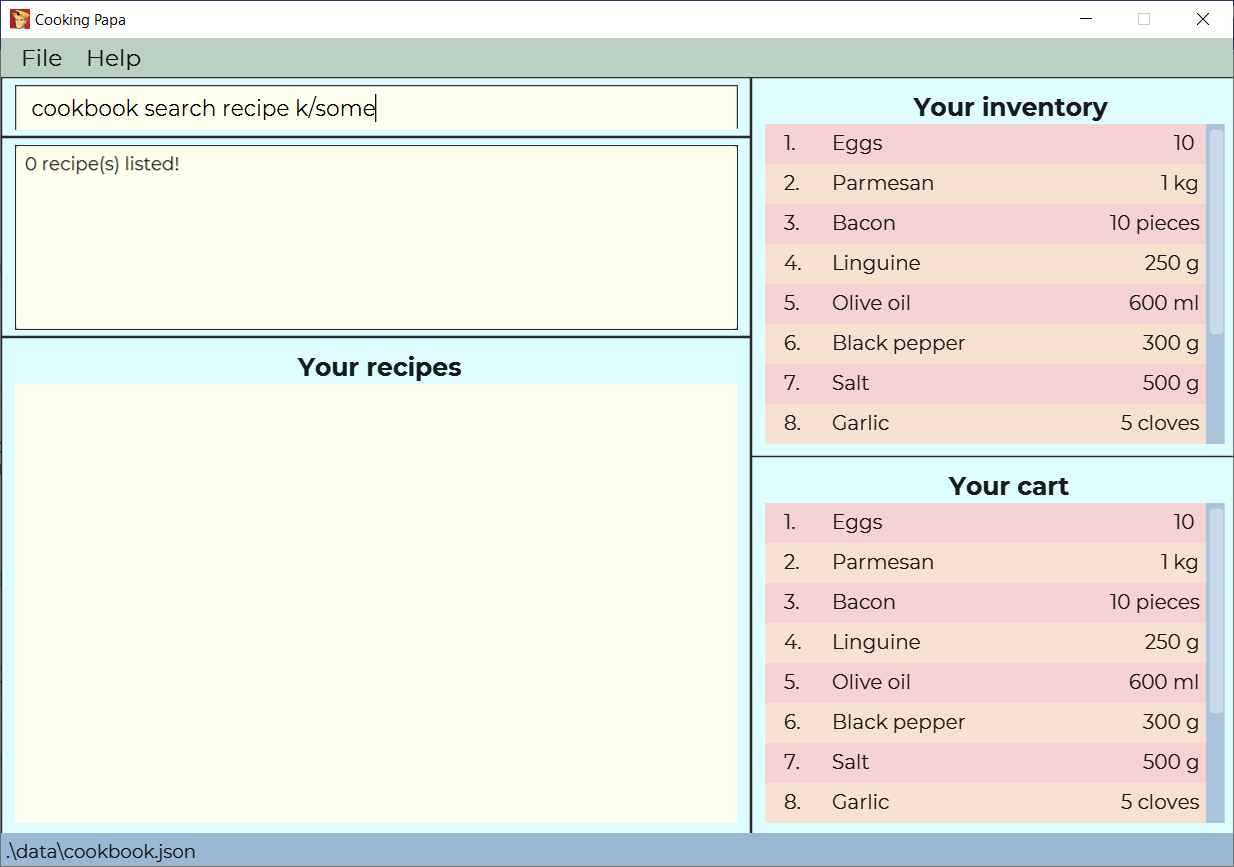 Cooking Papa
File Help
cookbook search recipe k/some
0 recipe(s) listed!
Your recipes
Your inventory
1. Eggs 10
2. Parmesan 1 kg
3. Bacon 10 pieces
4. Linguine 250 g
5. Olive oil 600 ml
6. Black pepper 300 g
7. Salt 500 g
8. Garlic 5 cloves
Your cart
1. Eggs 10
2. Parmesan 1 kg
3. Bacon 10 pieces
4. Linguine 250 g
5. Olive oil 600 ml
6. Black pepper 300 g
7. Salt 500 g
8. Garlic 5 cloves
.\data\cookbook.json